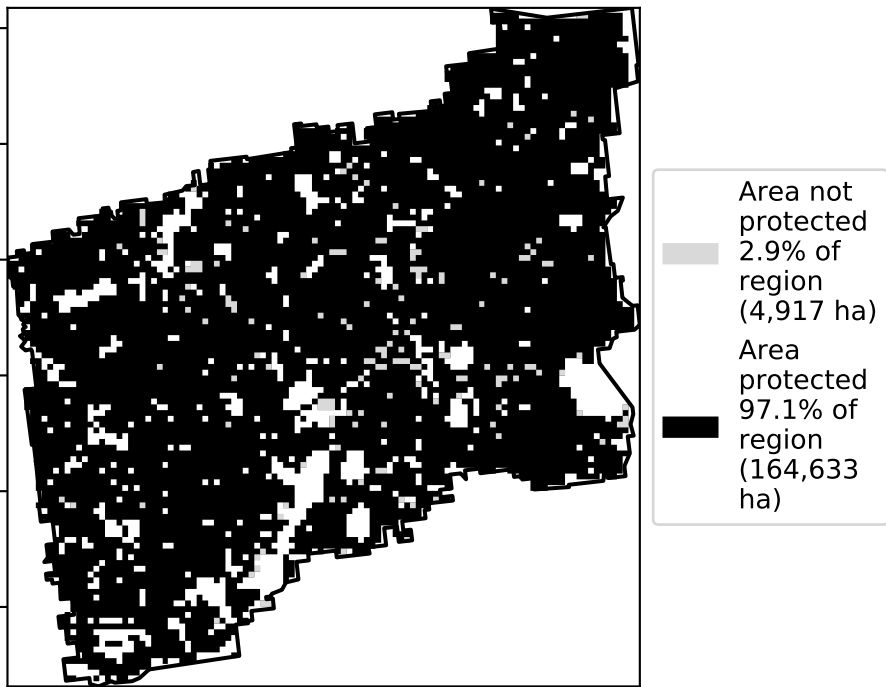 Area not
protected
2.9% of
region
(4,917 ha)
Area
protected
97.1% of
region
(164,633
ha)